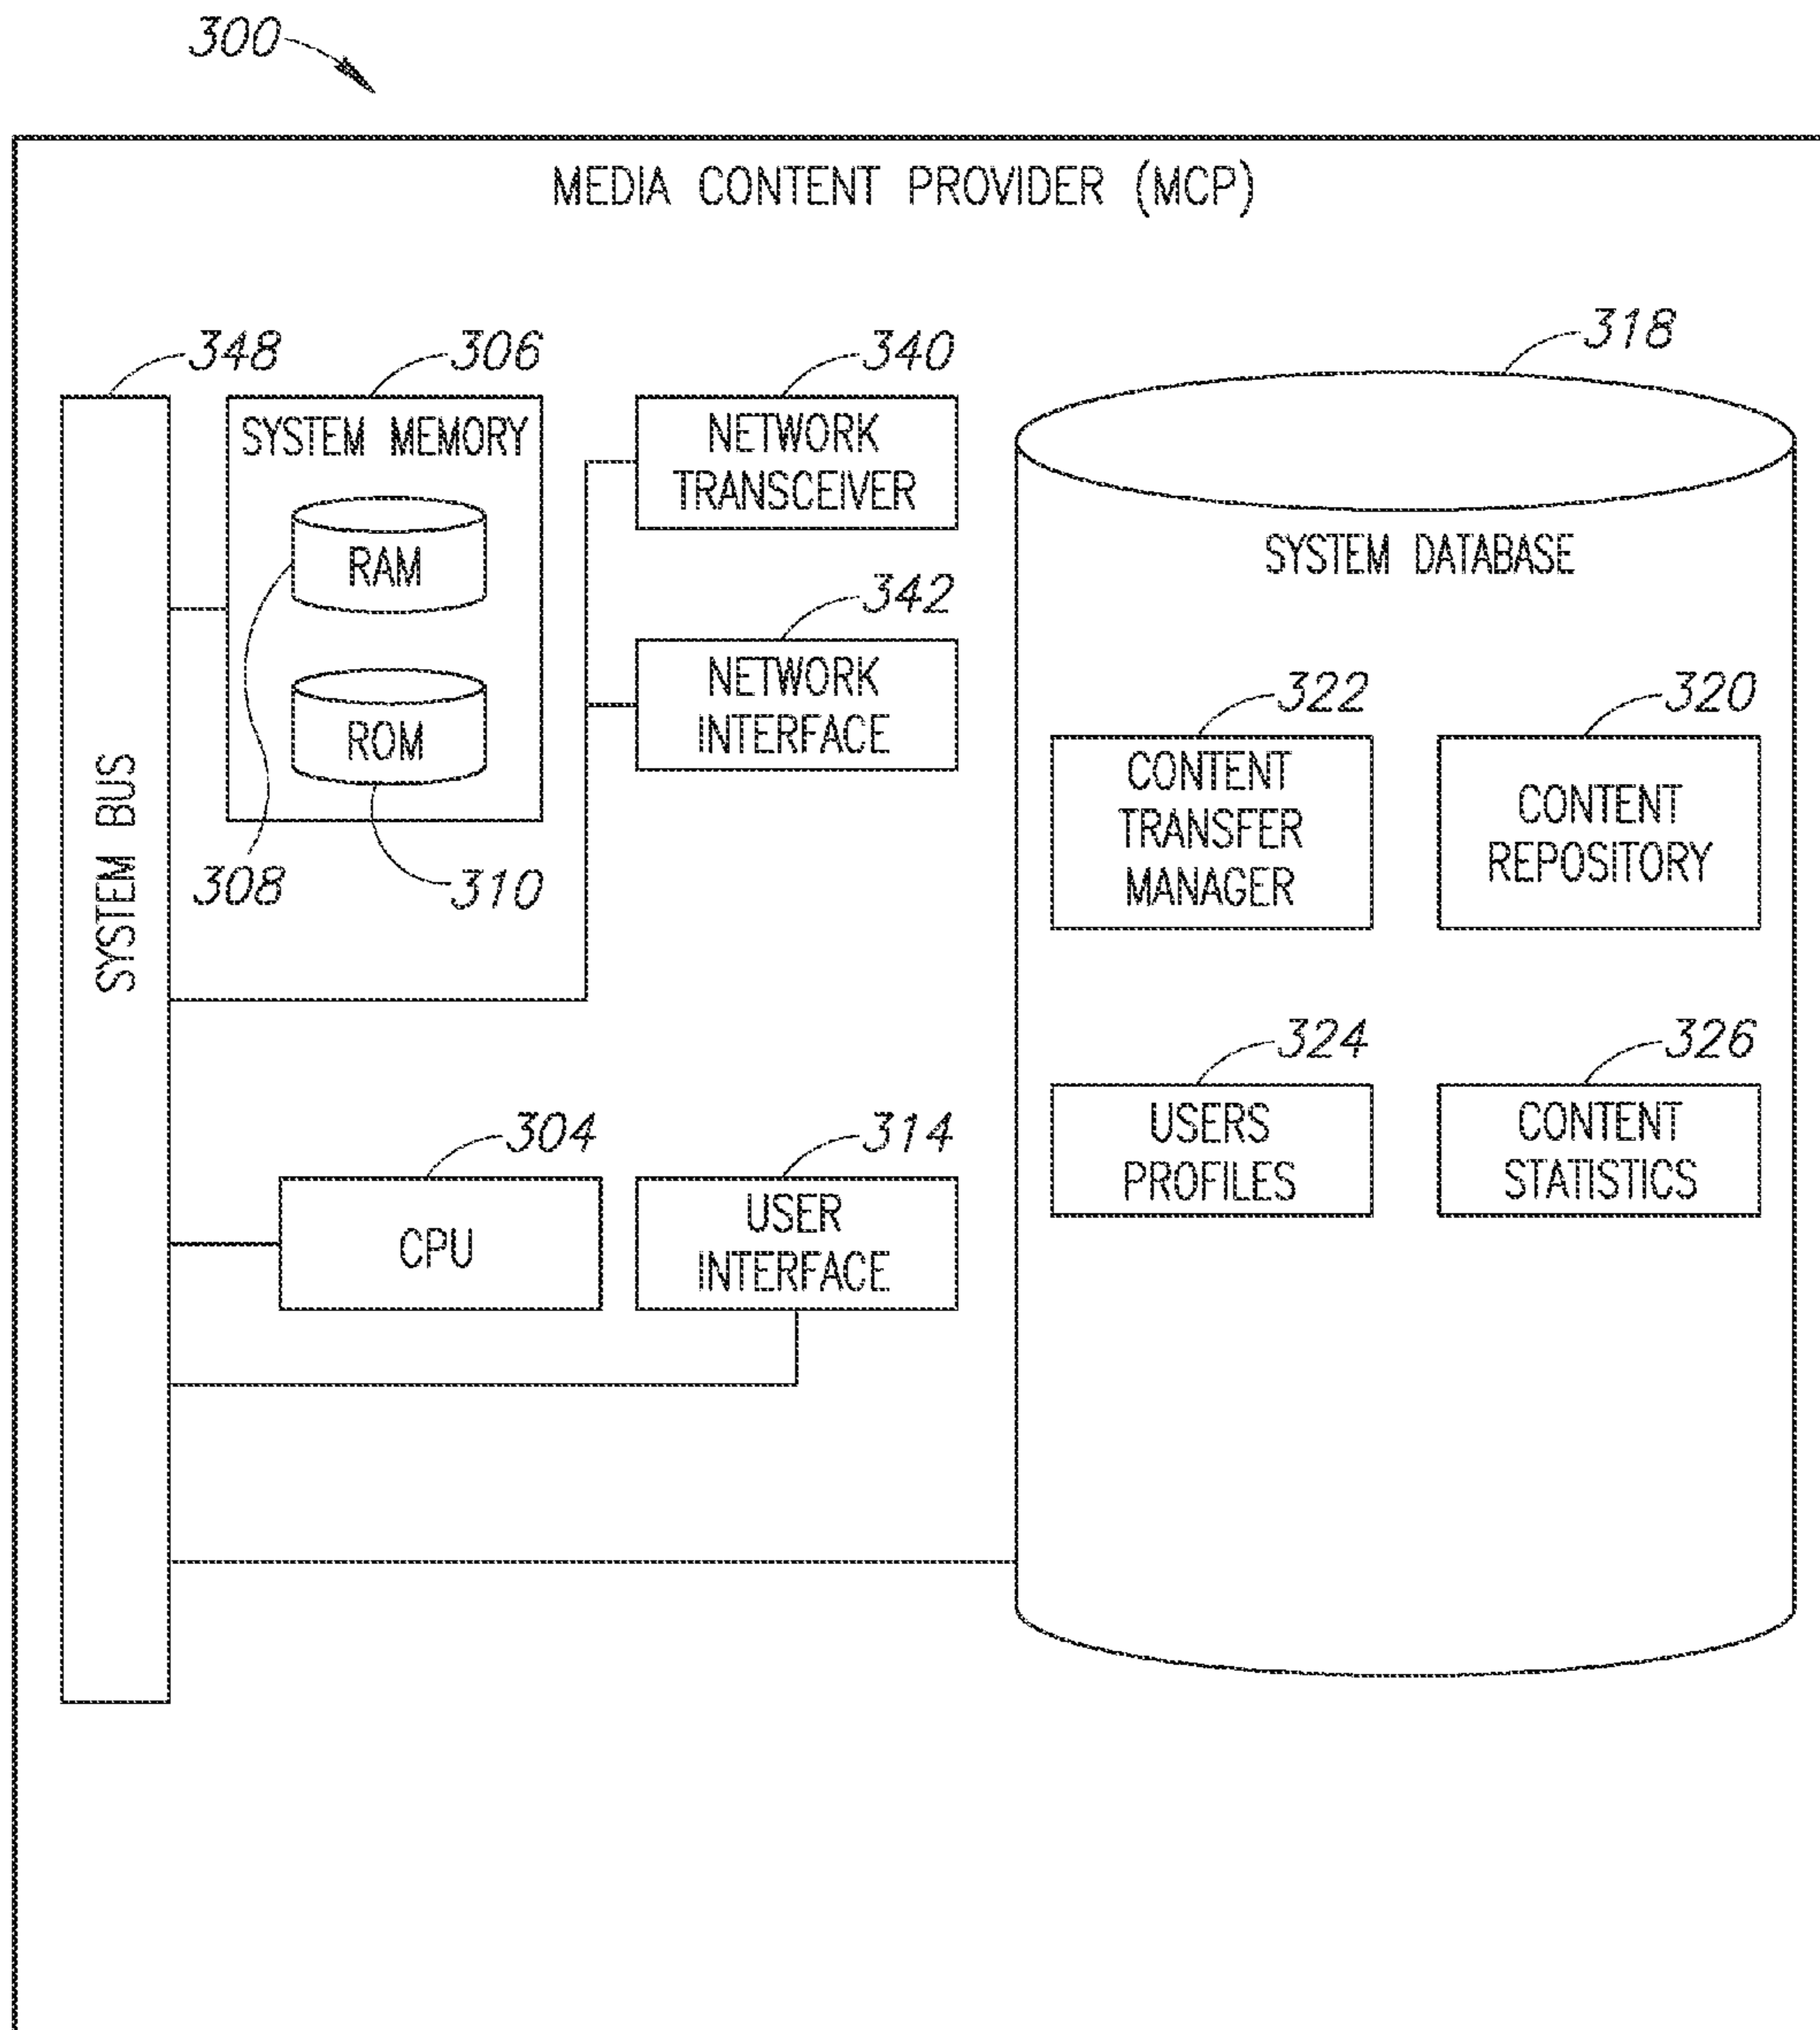 300
MEDIA CONTENT PROVIDER (MCP)
348
306
340
318
SYSTEM MEMORY
RAM
ROM
308
310
SYSTEM BUS
NETWORK
TRANSCEIVER
342
NETWORK
INTERFACE
SYSTEM DATABASE
322
320
CONTENT
TRANSFER
MANAGER
CONTENT
REPOSITORY
324
326
USERS
PROFILES
CONTENT
STATISTICS
304
314
CPU
USER
INTERFACE